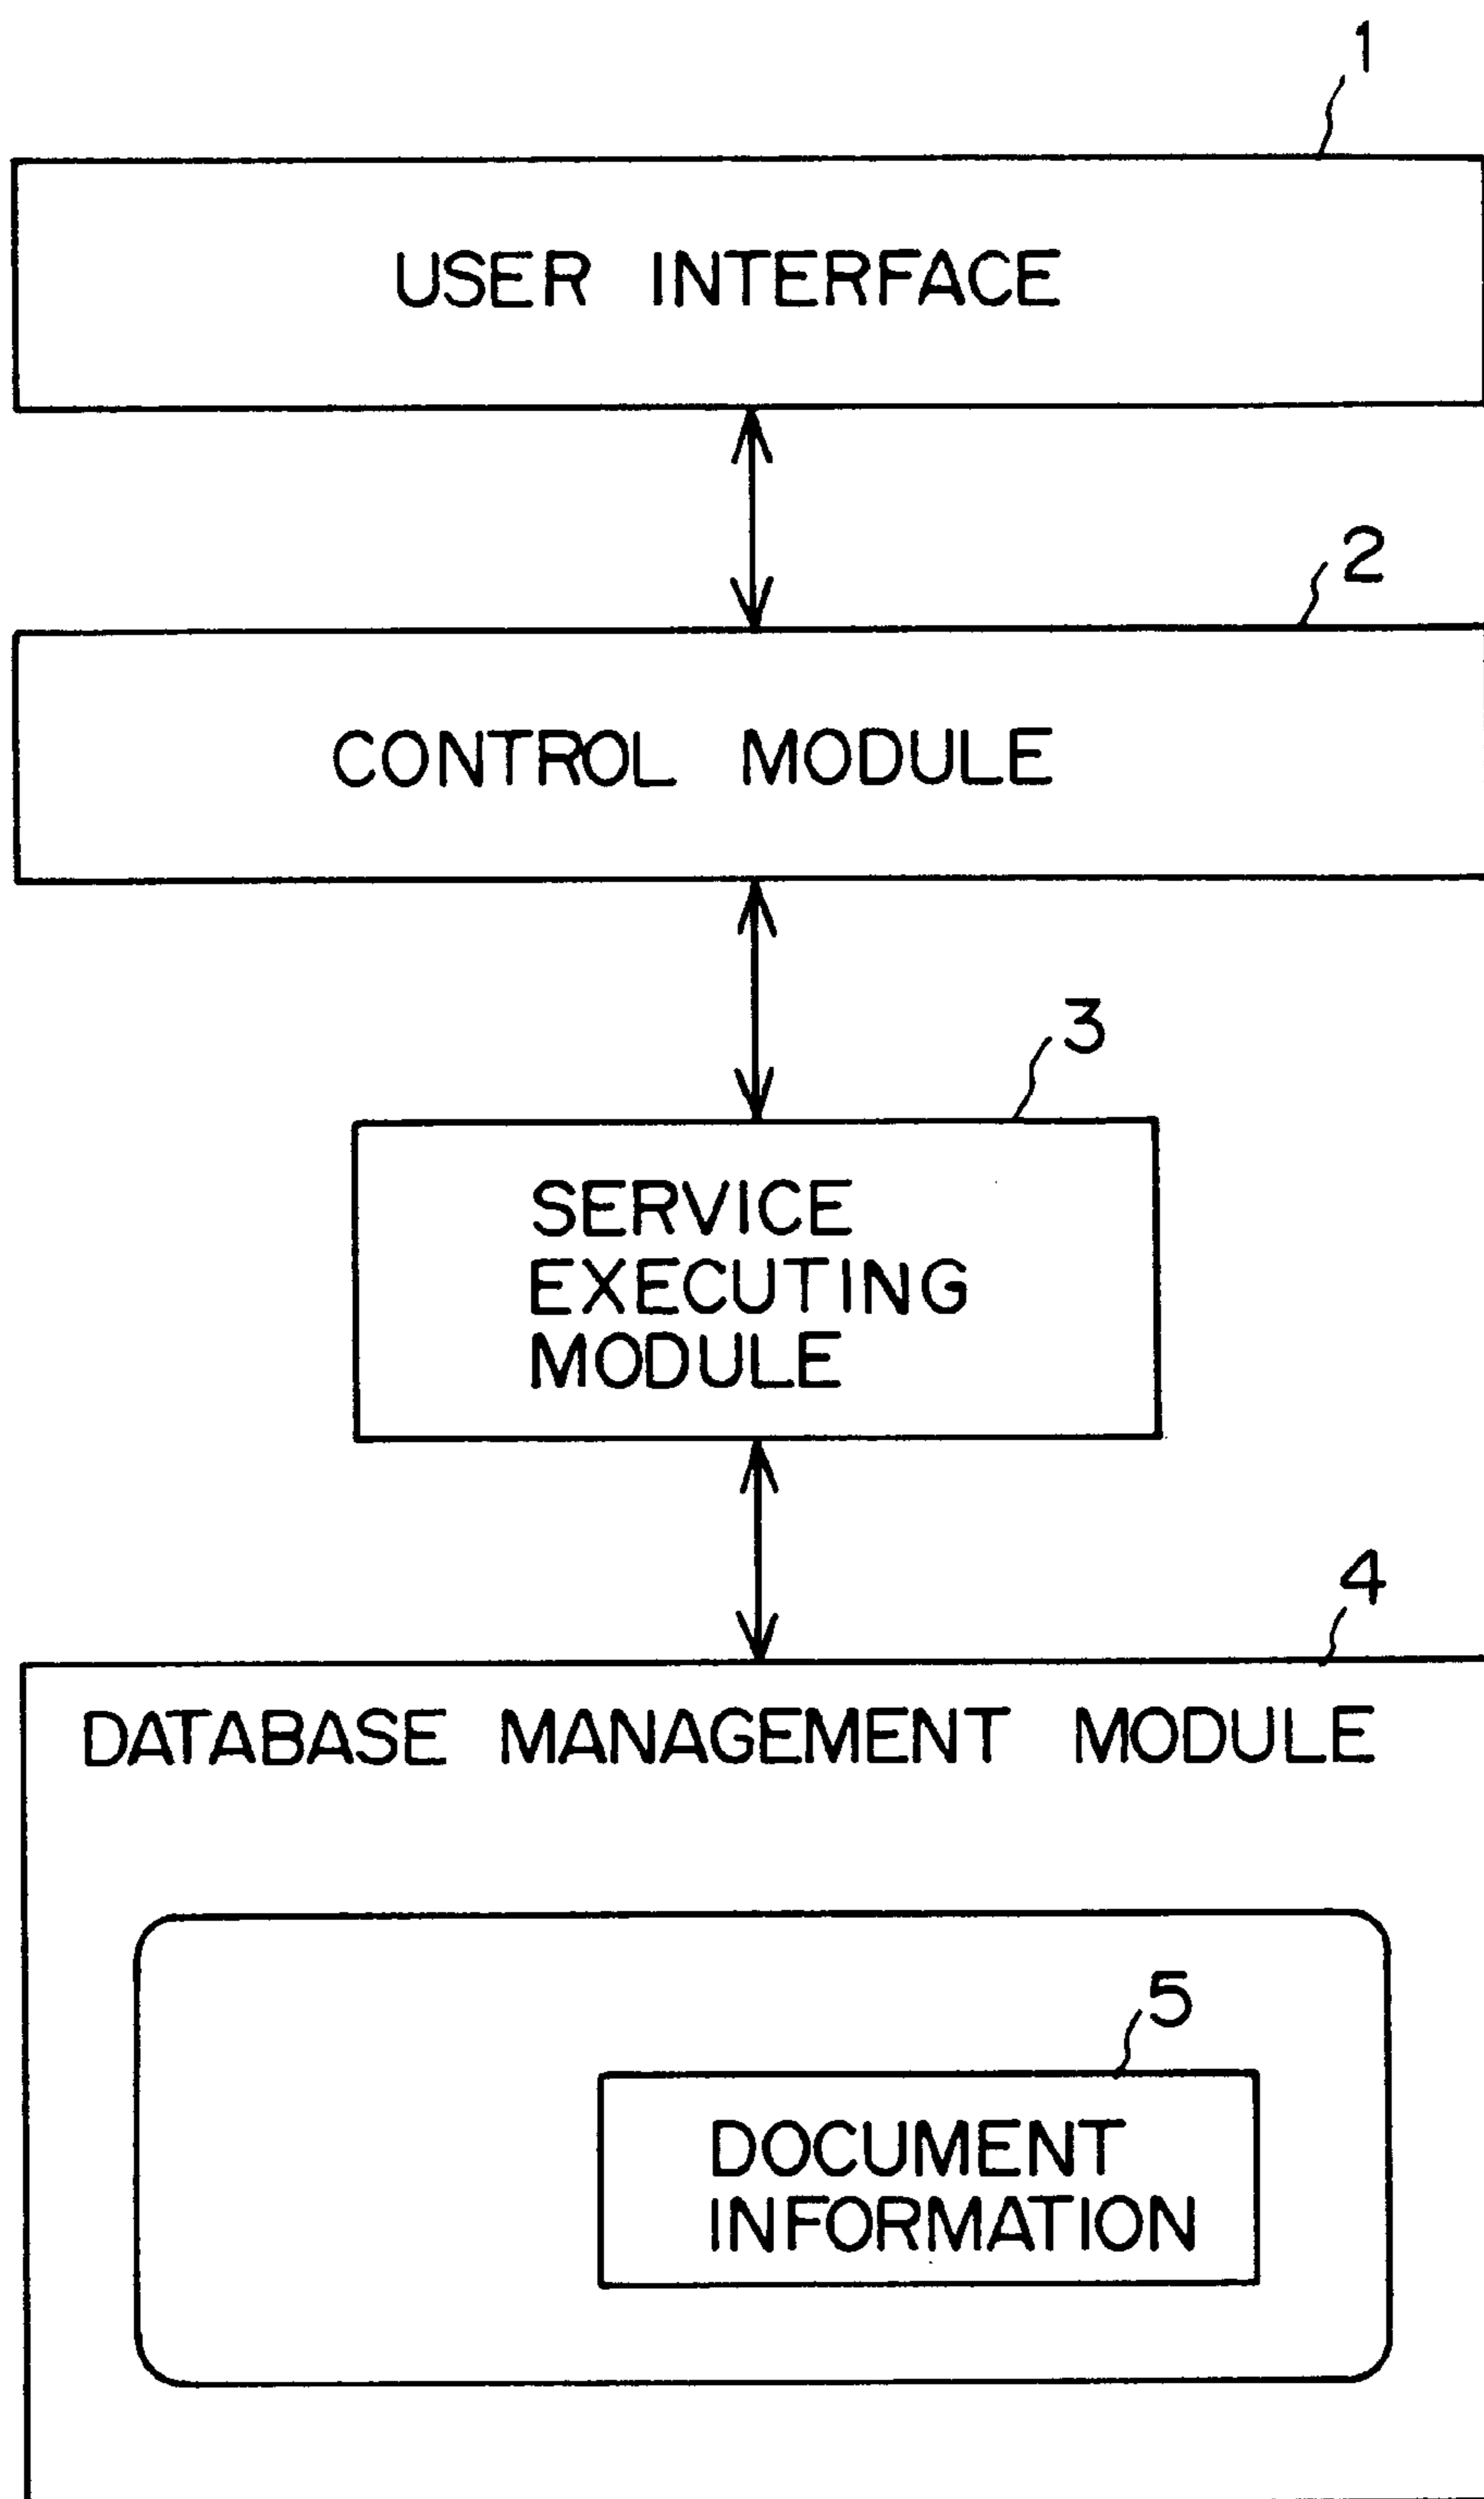 1
USER INTERFACE
2
CONTROL MODULE
3
SERVICE
EXECUTING
MODULE
4
DATABASE MANAGEMENT MODULE
5
DOCUMENT
INFORMATION